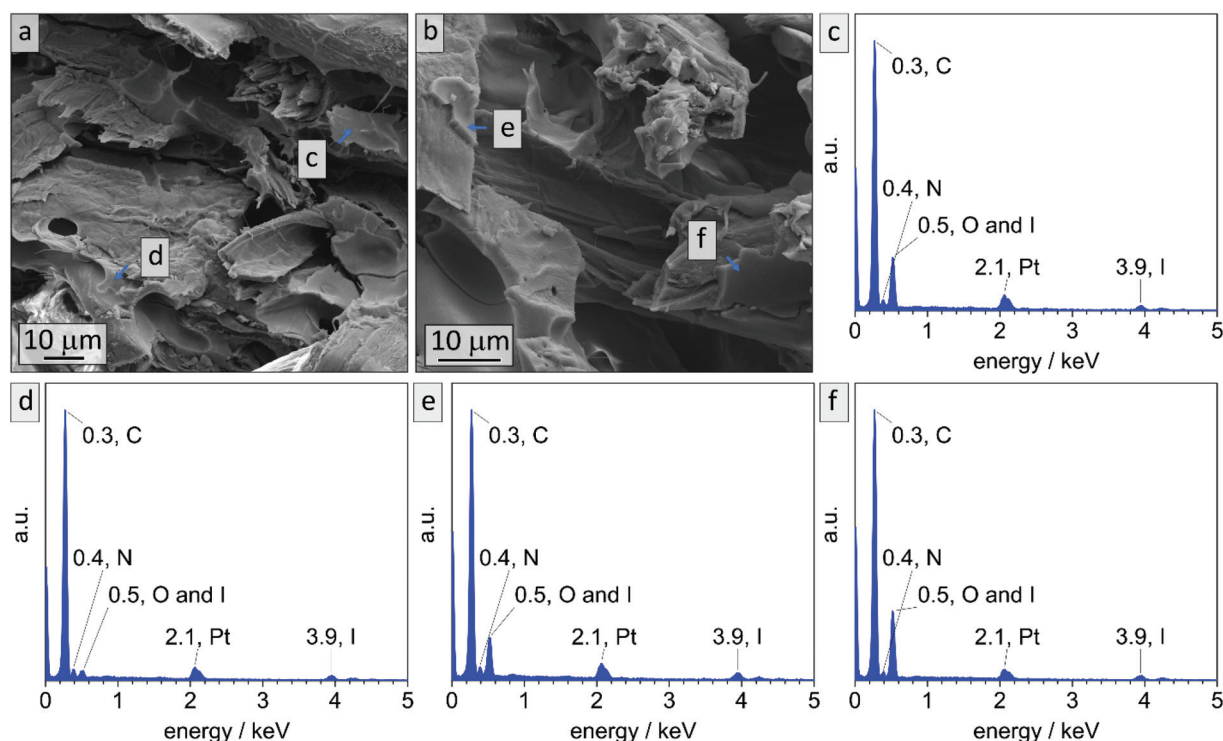 a
c
d
10 μm
b
e
f
10 μm
c
0.3, C
0.4, N
0.5, O and I
2.1, Pt
3.9, I
a.u.
0 1 2 3 4 5
energy / keV
d
0.3, C
0.4, N
0.5, O and I
2.1, Pt
3.9, I
a.u.
0 1 2 3 4 5
energy / keV
e
0.3, C
0.4, N
0.5, O and I
2.1, Pt
3.9, I
a.u.
0 1 2 3 4 5
energy / keV
f
0.3, C
0.4, N
0.5, O and I
2.1, Pt
3.9, I
a.u.
0 1 2 3 4 5
energy / keV